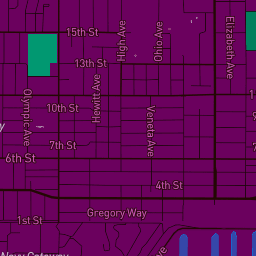 15th St
High Ave
Ohio Ave
Elizabeth Ave
13th St
Hewitt Ave
Olympic Ave
10th St
Veneta Ave
7th St
6th St
4th St
Gregory Way
1st St